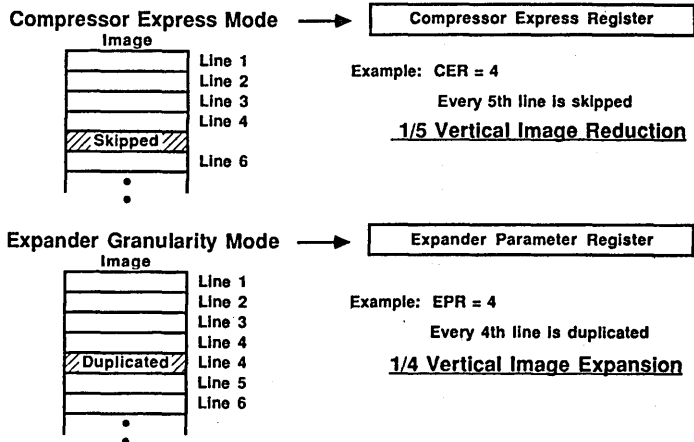 Compressor Express Mode
Compressor Express Register
Image
Line 1
Line 2
Line 3
Line 4
Skipped
Line 6
Example: CER = 4
Every 5th line is skipped
1/5 Vertical Image Reduction
Expander Granularity Mode
Expander Parameter Register
Image
Line 1
Line 2
Line 3
Line 4
Duplicated
Line 4
Line 5
Line 6
Example: EPR = 4
Every 4th line is duplicated
1/4 Vertical Image Expansion